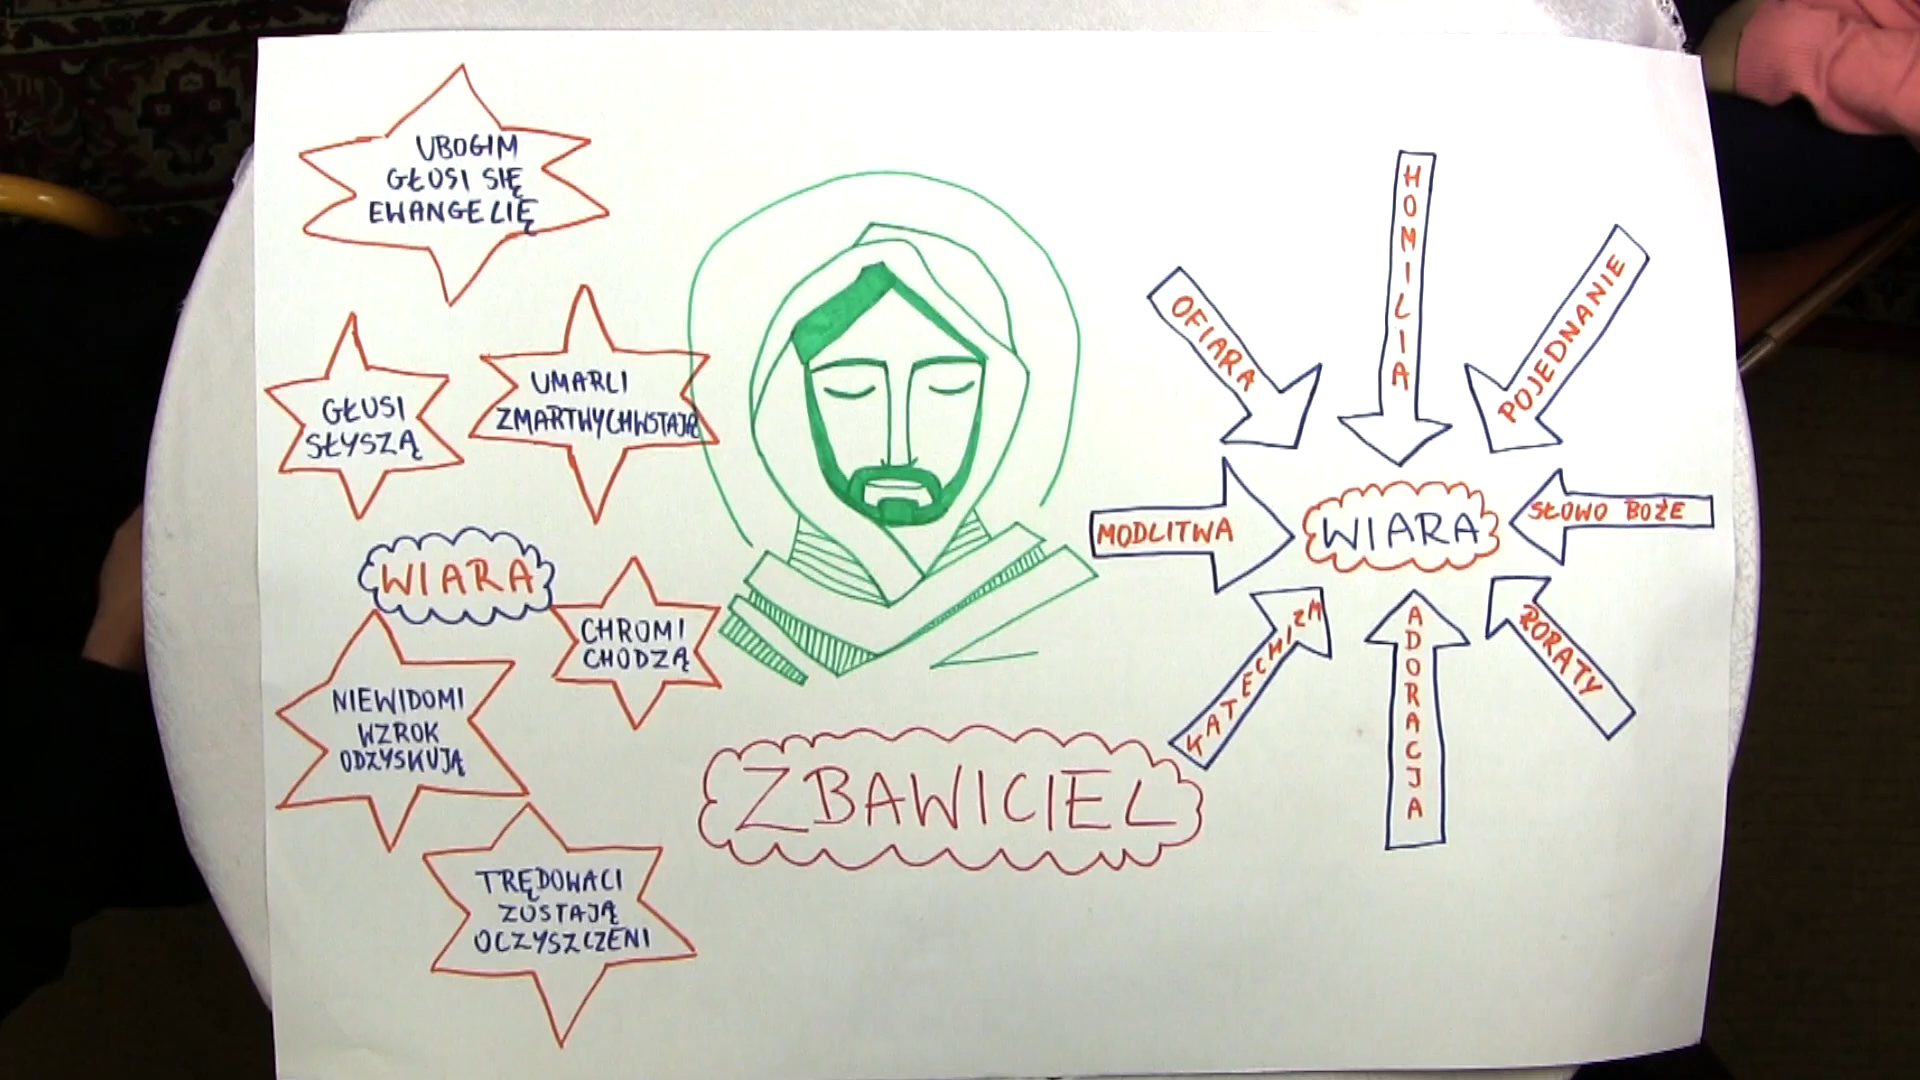 UBOGIM
GŁOSI SIĘ
EWANGELIĘ
GŁUSI
SŁYSZĄ
UMARLI
ZMARTWYCHWSTAJĄ
WIARA
CHROMI
CHODZĄ
NIEWIDOMI
WZROK
ODZYSKUJĄ
TRĘDOWACI
ZOSTAJĄ
OCZYSZCZENI
ZBAWICIEL
OFIARA
HOMILIA
POJEDNANIE
MODLITWA
WIARA
SŁOWO BOŻE
KATECHIZM
ADORACJA
RORATY